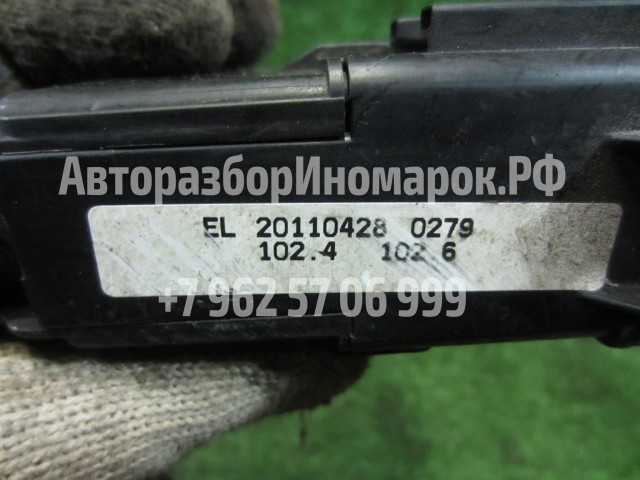 АвторазборИномарок.РФ
EL 20110428 0279
102.4 102.6
+7 962 57 06 999